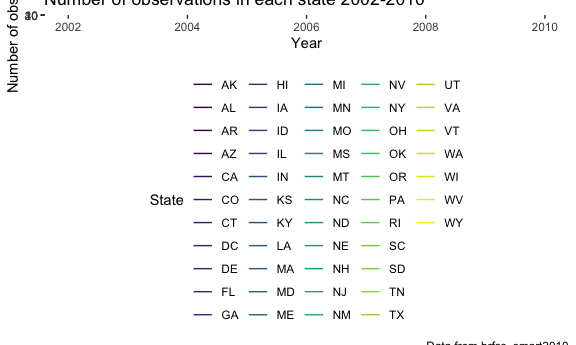 Number of observations in each state 2002-2010
Number of obs
2002 2004 2006 2008 2010
Year
State
AK HI MI NV UT
AL IA MN NY VA
AR ID MO OH VT
AZ IL MS OK WA
CA IN MT OR WI
CO KS NC PA WV
CT KY ND RI WY
DC LA NE SC
DE MA NH SD
FL MD NJ TN
GA ME NM TX
Data from brfss_smart2010